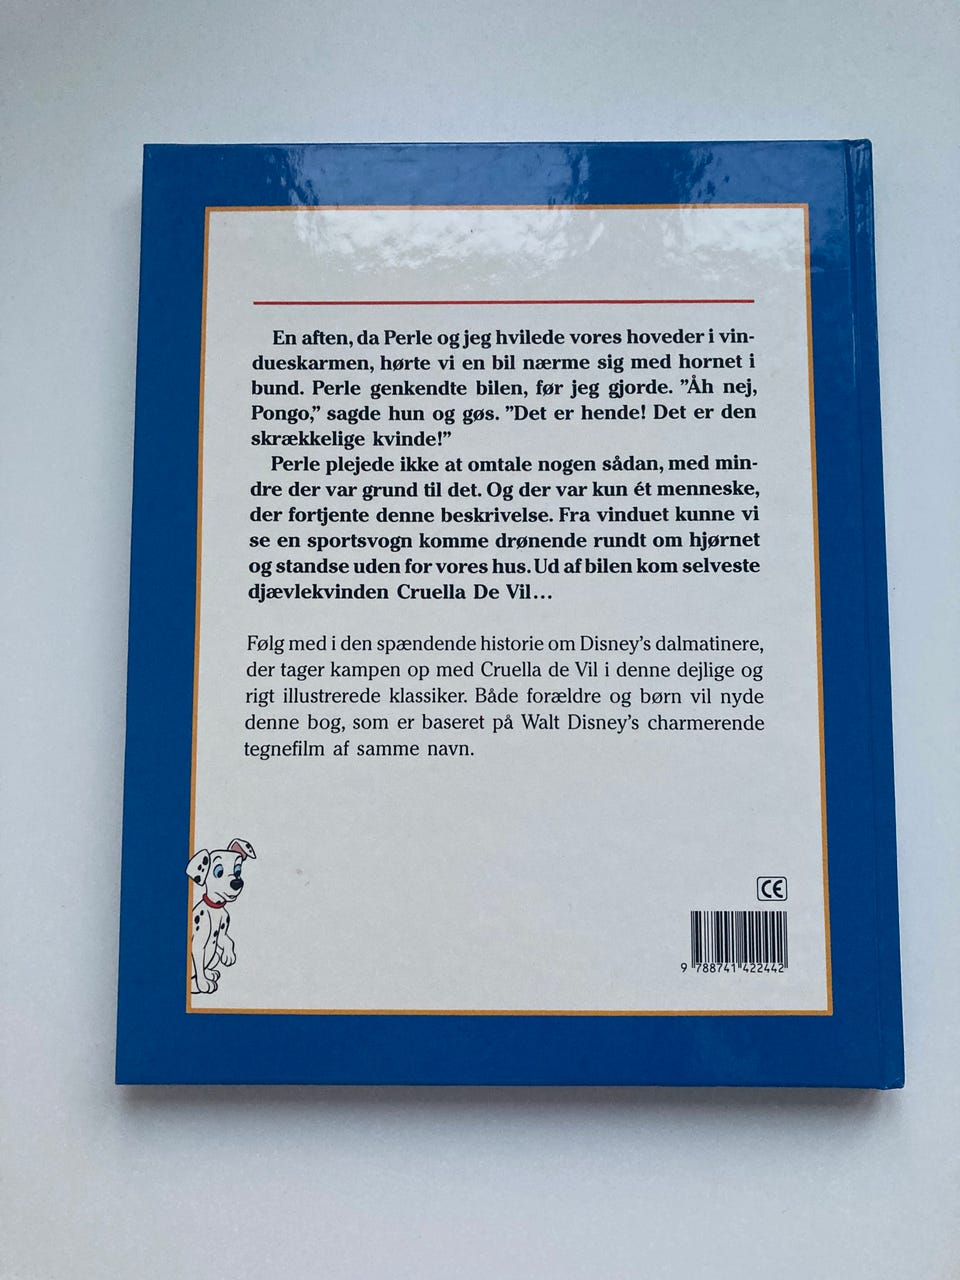 En aften, da Perle og jeg hvilede vores hoveder i vin-
dueskarmen, hørte vi en bil nærme sig med hornet i
bund. Perle genkendte bilen, før jeg gjorde. ”Åh nej,
Pongo,” sagde hun og gøs. ”Det er hende! Det er den
skrækkelige kvinde!”
Perle plejede ikke at omtale nogen sådan, med min-
dre der var grund til det. Og der var kun ét menneske,
der fortjente denne beskrivelse. Fra vinduet kunne vi
se en sportsvogn komme drønende rundt om hjørnet
og standse uden for vores hus. Ud af bilen kom selveste
djævlekvinden Cruella De Vil...
Følg med i den spændende historie om Disney’s dalmatinere,
der tager kampen op med Cruella de Vil i denne dejlige og
rigt illustrerede klassiker. Både forældre og børn vil nyde
denne bog, som er baseret på Walt Disney’s charmerende
tegnefilm af samme navn.
CE
9 788741 422442